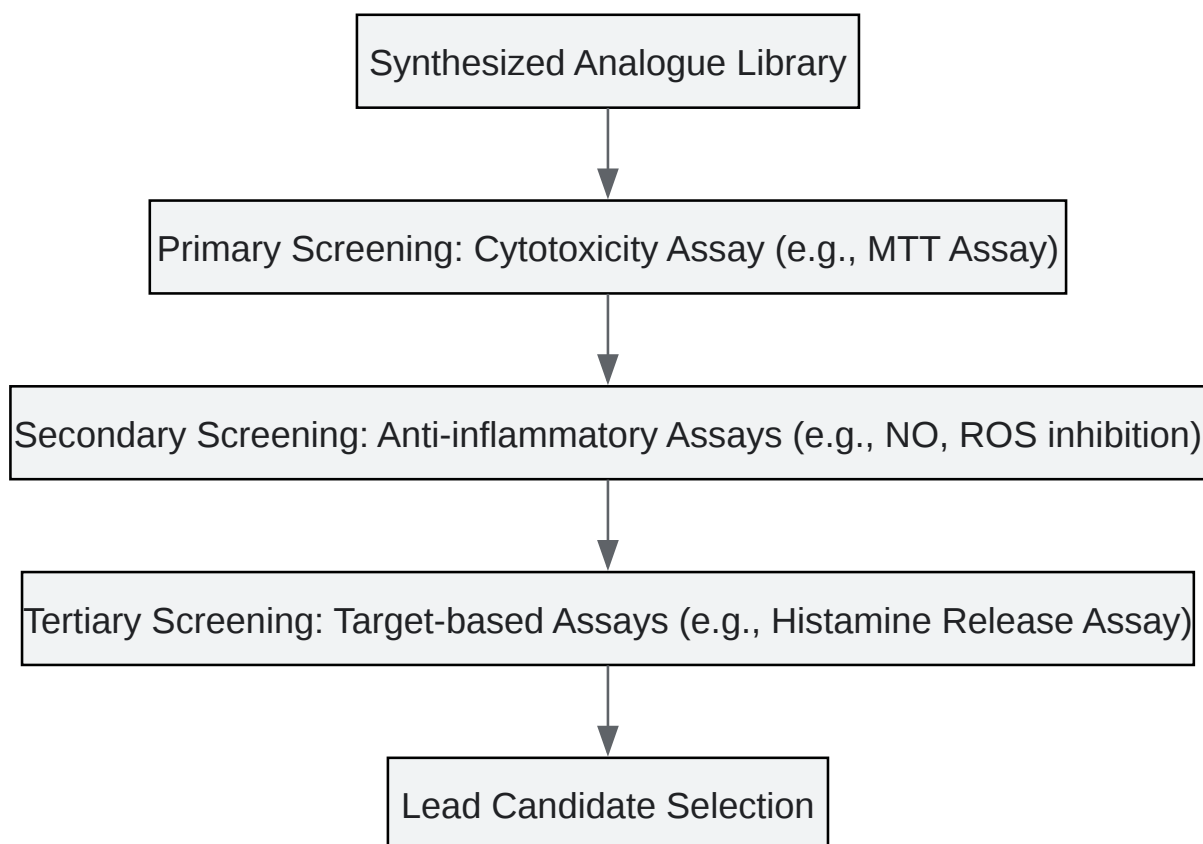 Synthesized Analogue Library
Primary Screening: Cytotoxicity Assay (e.g., MTT Assay)
Secondary Screening: Anti-inflammatory Assays (e.g., NO, ROS inhibition)
Tertiary Screening: Target-based Assays (e.g., Histamine Release Assay)
Lead Candidate Selection